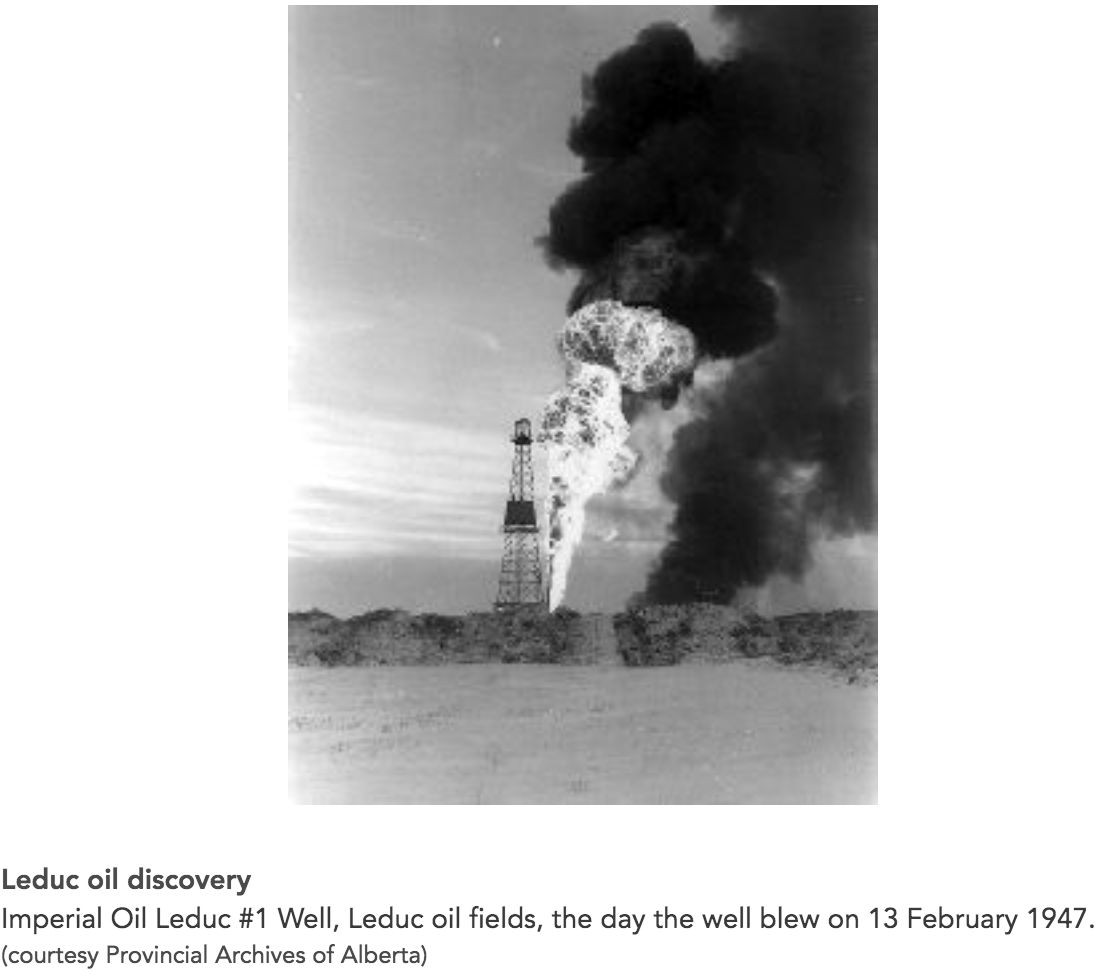 Leduc oil discovery
Imperial Oil Leduc #1 Well, Leduc oil fields, the day the well blew on 13 February 1947.
(courtesy Provincial Archives of Alberta)